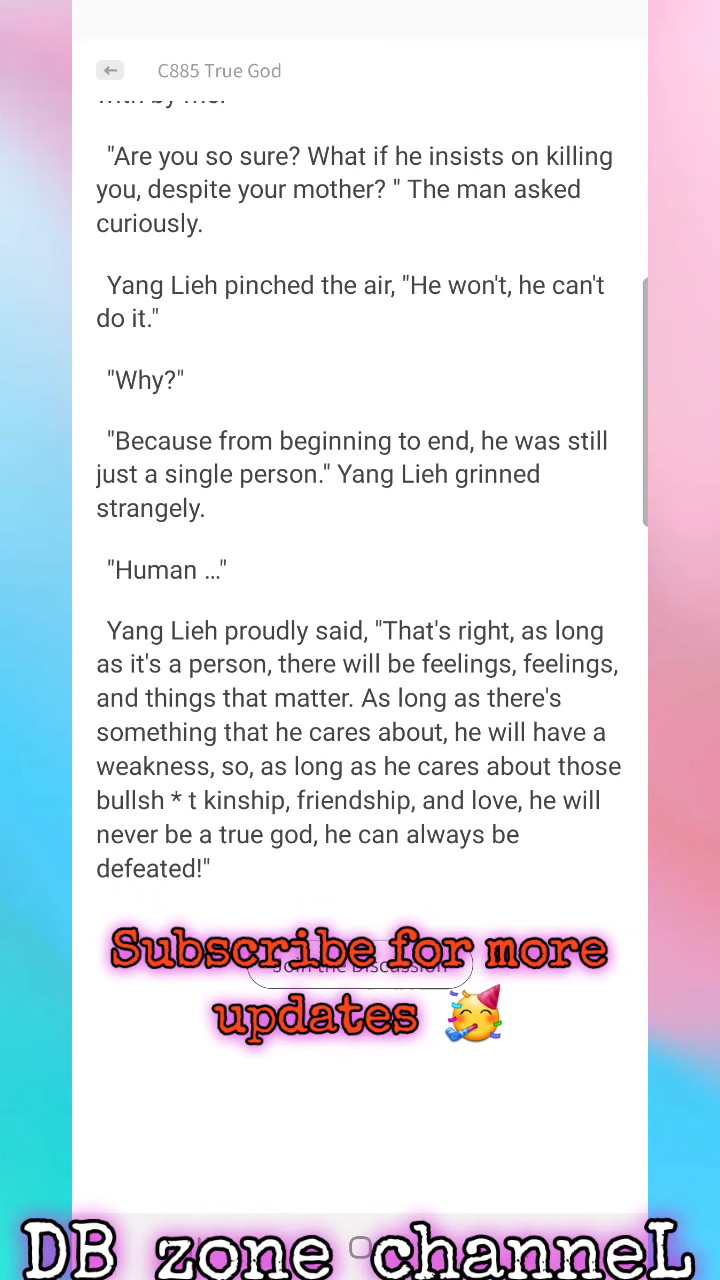 C885 True God
"Are you so sure? What if he insists on killing
you, despite your mother? " The man asked
curiously.
Yang Lieh pinched the air, "He won't, he can't
do it."
"Why?"
"Because from beginning to end, he was still
just a single person." Yang Lieh grinned
strangely.
"Human ..."
Yang Lieh proudly said, "That's right, as long
as it's a person, there will be feelings, feelings,
and things that matter. As long as there's
something that he cares about, he will have a
weakness, so, as long as he cares about those
bullsh * t kinship, friendship, and love, he will
never be a true god, he can always be
defeated!"
Subscribe for more
Join the Discussion
updates 🥳
DB zone channeL